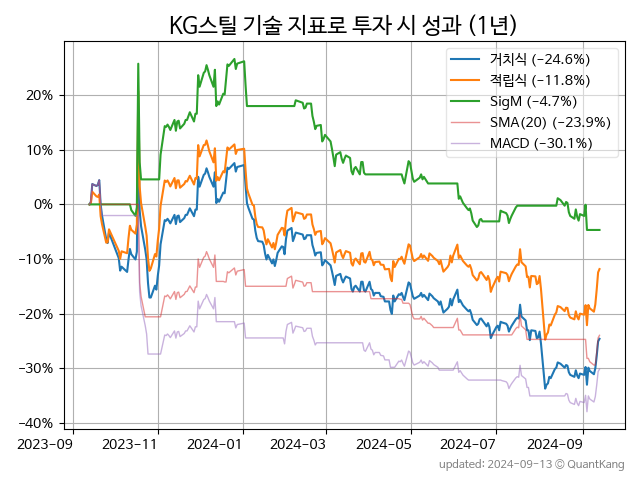 KG스틸 기술 지표로 투자 시 성과 (1년)
거치식 (−24.6%)
적립식 (−11.8%)
SigM (−4.7%)
SMA(20) (−23.9%)
MACD (−30.1%)
20%
10%
0%
−10%
−20%
−30%
−40%
2023-09 2023-11 2024-01 2024-03 2024-05 2024-07 2024-09
updated: 2024-09-13 ⓒ QuantKang